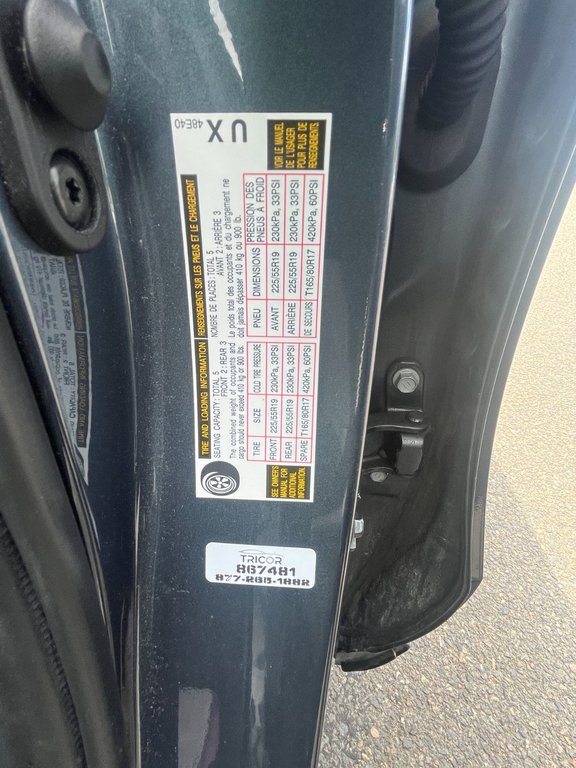 TIRE AND LOADING INFORMATION
RENSEIGNEMENTS SUR LES PNEUS ET LE CHARGEMENT
SEATING CAPACITY: TOTAL 5
FRONT 2: REAR 3
NOMBRE DE PLACES :TOTAL 5
AVANT 2: ARRIÈRE 3
The combined weight of occupants and
cargo should never exceed 410 kg or 900 lbs.
Le poids total des occupants et du chargement ne
doit jamais dépasser 410 kg ou 900 lb.
TIRE SIZE COLD TIRE PRESSURE
FRONT 225/55R19 230kPa, 33PSI
REAR 225/55R19 230kPa, 33PSI
SPARE T165/80R17 420kPa, 60PSI
PNEU DIMENSIONS PRESSION DES PNEUS À FROID
AVANT 225/55R19 230kPa, 33PSI
ARRIÈRE 225/55R19 230kPa, 33PSI
DE SECOURS T165/80R17 420kPa, 60PSI
SEE OWNER'S
MANUAL FOR
ADDITIONAL
INFORMATION
VOIR LE MANUEL
DE L'USAGER
POUR PLUS DE
RENSEIGNEMENTS
UX
48E40
TRICOR
867481
877-265-1882